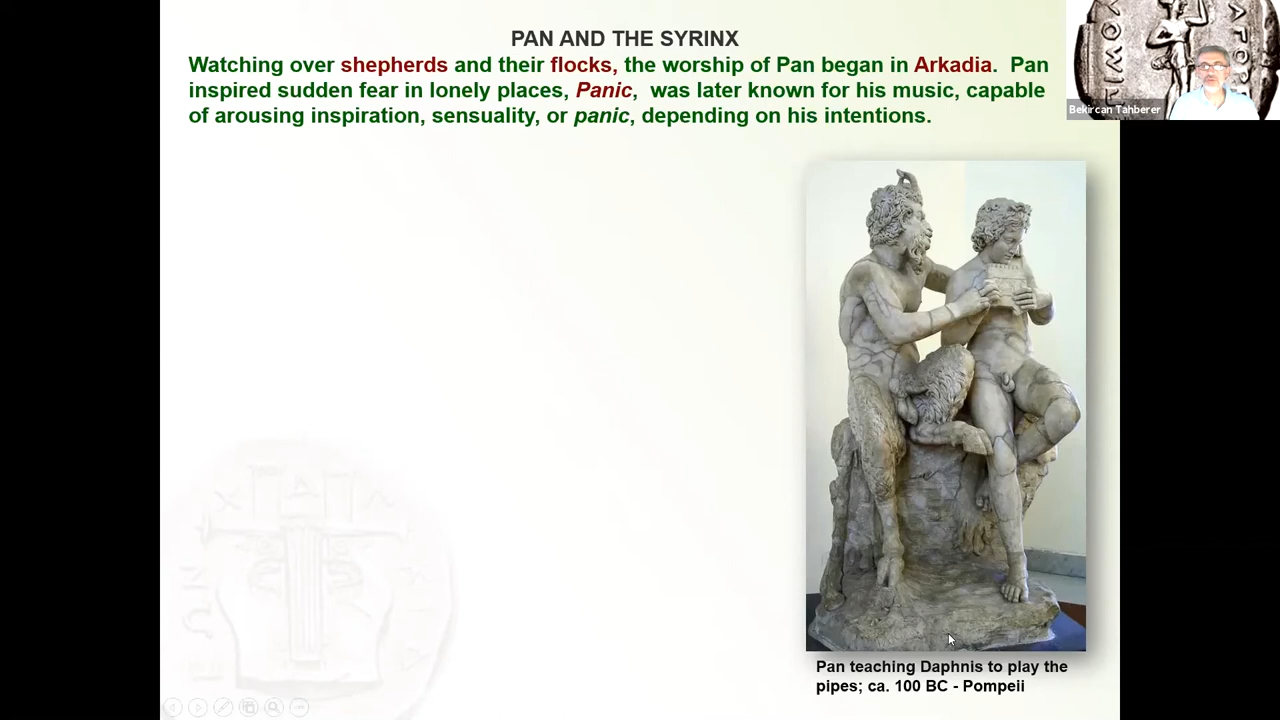 PAN AND THE SYRINX
Watching over shepherds and their flocks, the worship of Pan began in Arkadia. Pan
inspired sudden fear in lonely places, Panic, was later known for his music, capable
of arousing inspiration, sensuality, or panic, depending on his intentions.
Bekircan Tahberer
Pan teaching Daphnis to play the
pipes; ca. 100 BC - Pompeii